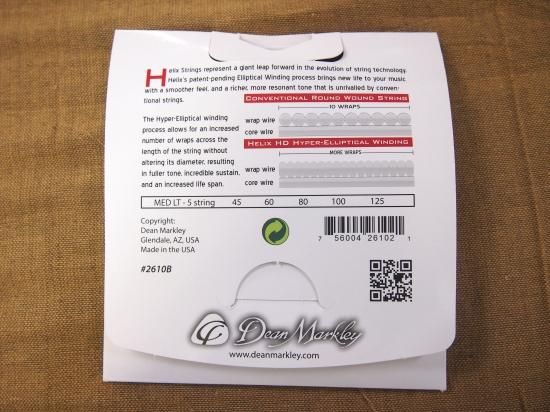 Helix Strings represent a giant leap forward in the evolution of string technology.
Helix's patent-pending Elliptical Winding process brings new life to your music
with a smoother feel, and a richer, more resonant tone that is unrivalled by conven-
tional strings.
CONVENTIONAL ROUND WOUND STRING
10 WRAPS
wrap wire
core wire
The Hyper-Elliptical winding
process allows for an increased
number of wraps across the
length of the string without
altering its diameter, resulting
in fuller tone, incredible sustain,
and an increased life span.
HELIX HD HYPER-ELLIPTICAL WINDING
MORE WRAPS
wrap wire
core wire
MED LT - 5 string 45 60 80 100 125
Copyright:
Dean Markley
Glendale, AZ, USA
Made in the USA
#2610B
7 56004 26102 1
Dean Markley
www.deanmarkley.com